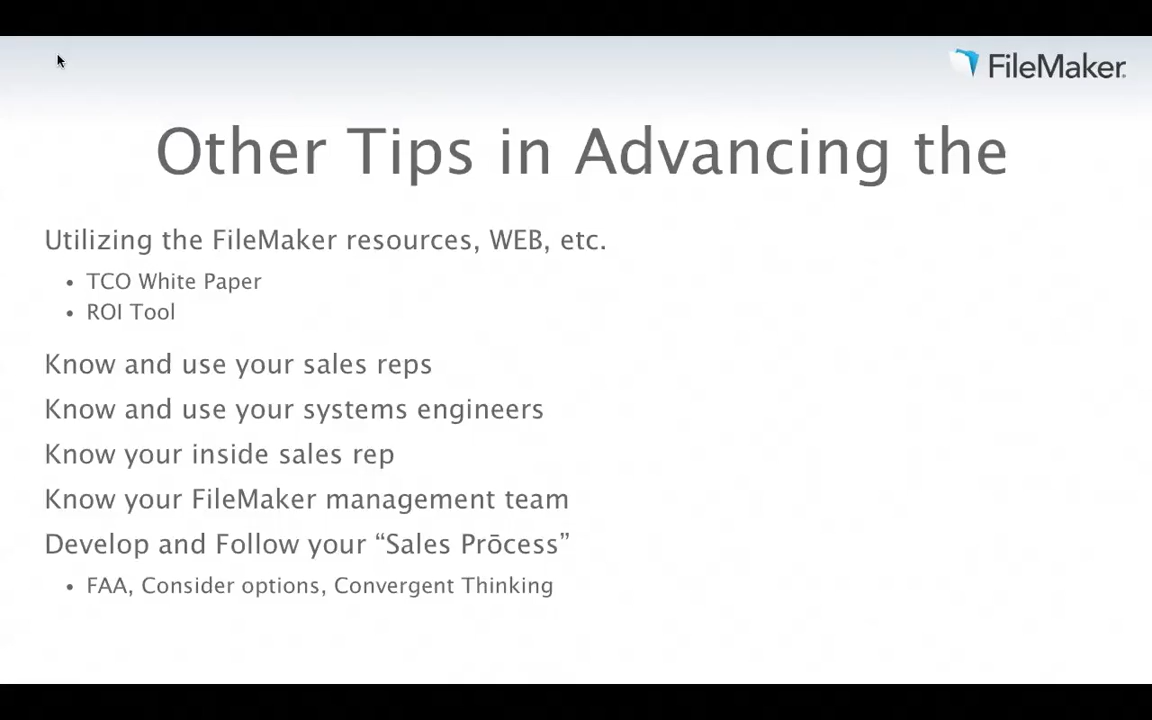 FileMaker
Other Tips in Advancing the
Utilizing the FileMaker resources, WEB, etc.
• TCO White Paper
• ROI Tool
Know and use your sales reps
Know and use your systems engineers
Know your inside sales rep
Know your FileMaker management team
Develop and Follow your “Sales Prōcess”
• FAA, Consider options, Convergent Thinking